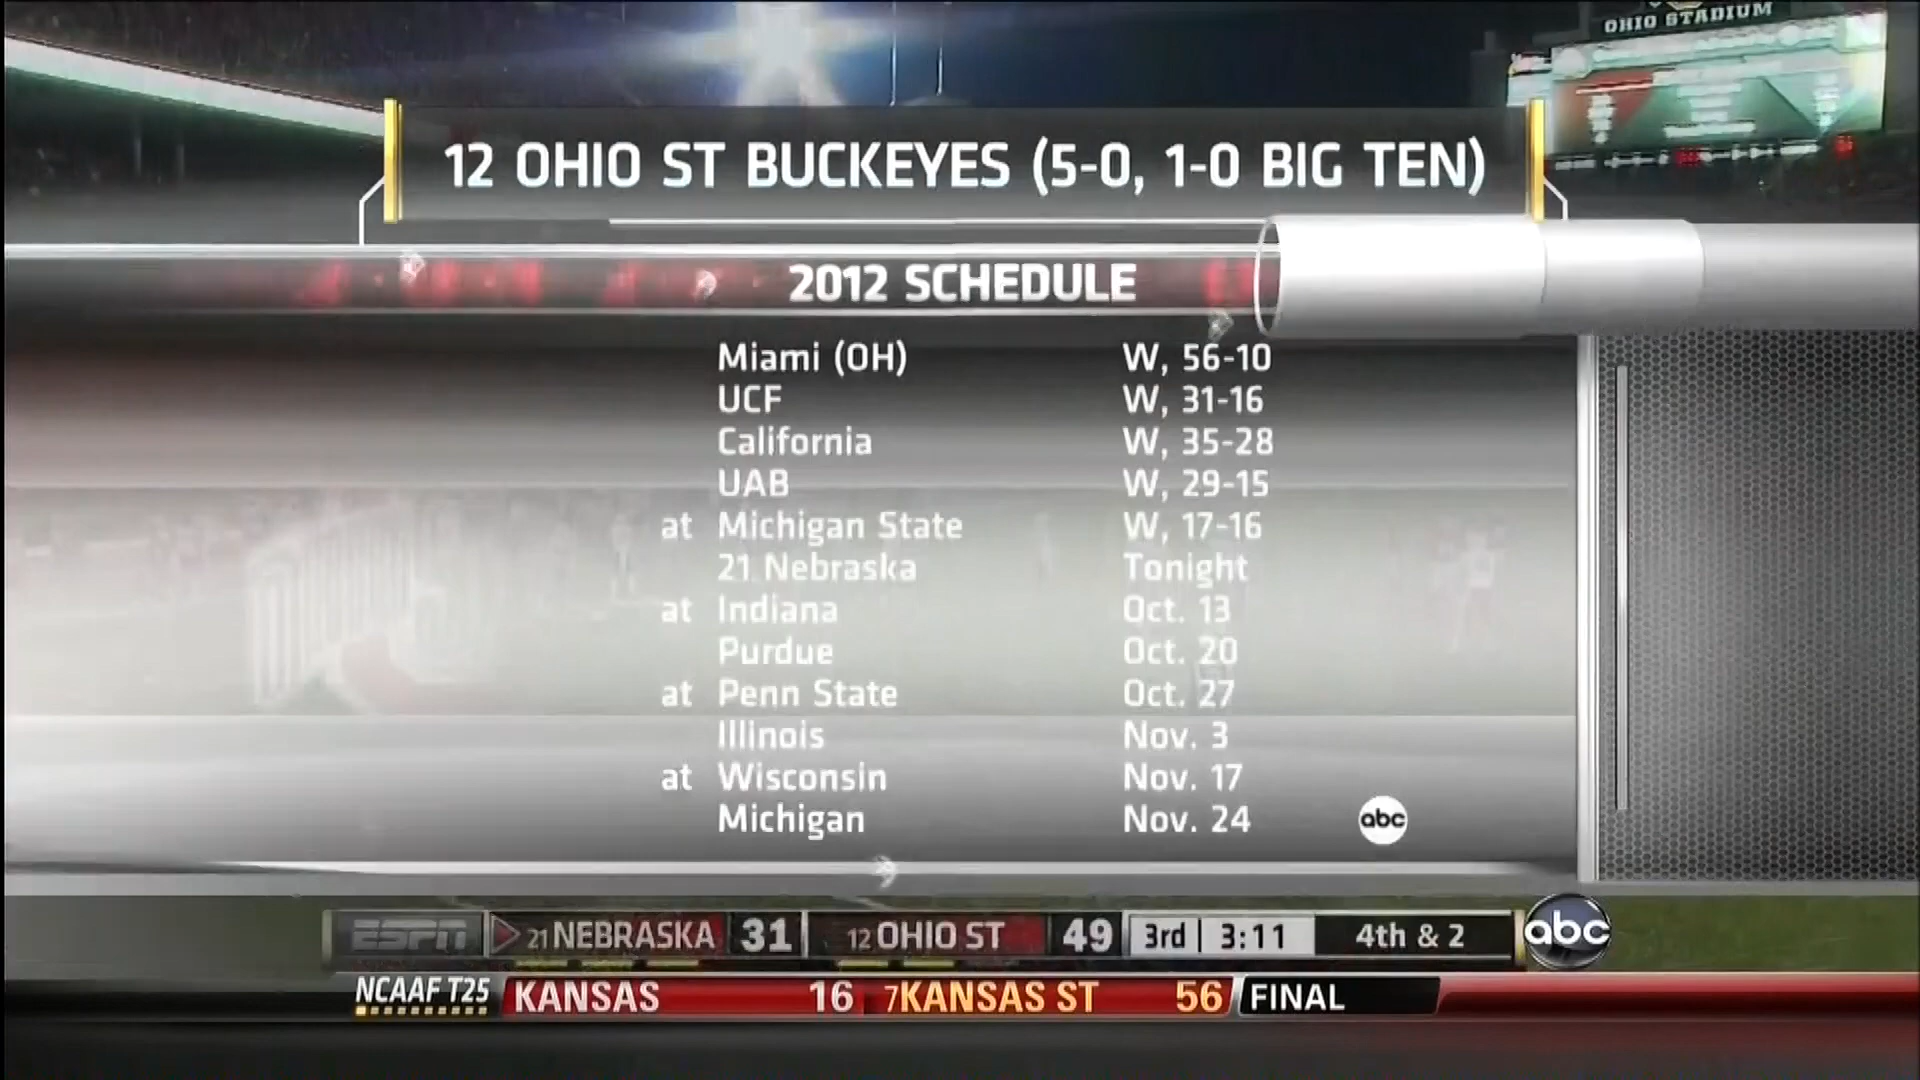 OHIO STADIUM
12 OHIO ST BUCKEYES (5-0, 1-0 BIG TEN)
2012 SCHEDULE
Miami (OH) W, 56-10
UCF W, 31-16
California W, 35-28
UAB W, 29-15
at Michigan State W, 17-16
21 Nebraska Tonight
at Indiana Oct. 13
Purdue Oct. 20
at Penn State Oct. 27
Illinois Nov. 3
at Wisconsin Nov. 17
Michigan Nov. 24 abc
ESPN 21 NEBRASKA 31 12 OHIO ST 49 3rd 3:11 4th & 2 abc
NCAAF T25 KANSAS 16 7 KANSAS ST 56 FINAL